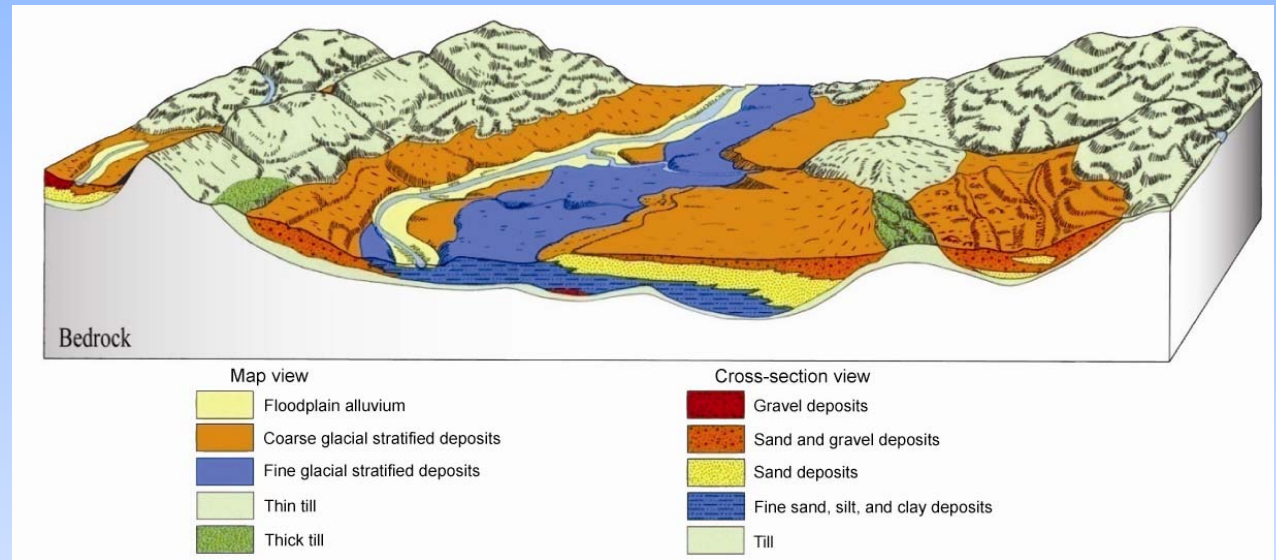 Bedrock
Map view
Floodplain alluvium
Coarse glacial stratified deposits
Fine glacial stratified deposits
Thin till
Thick till
Cross-section view
Gravel deposits
Sand and gravel deposits
Sand deposits
Fine sand, silt, and clay deposits
Till